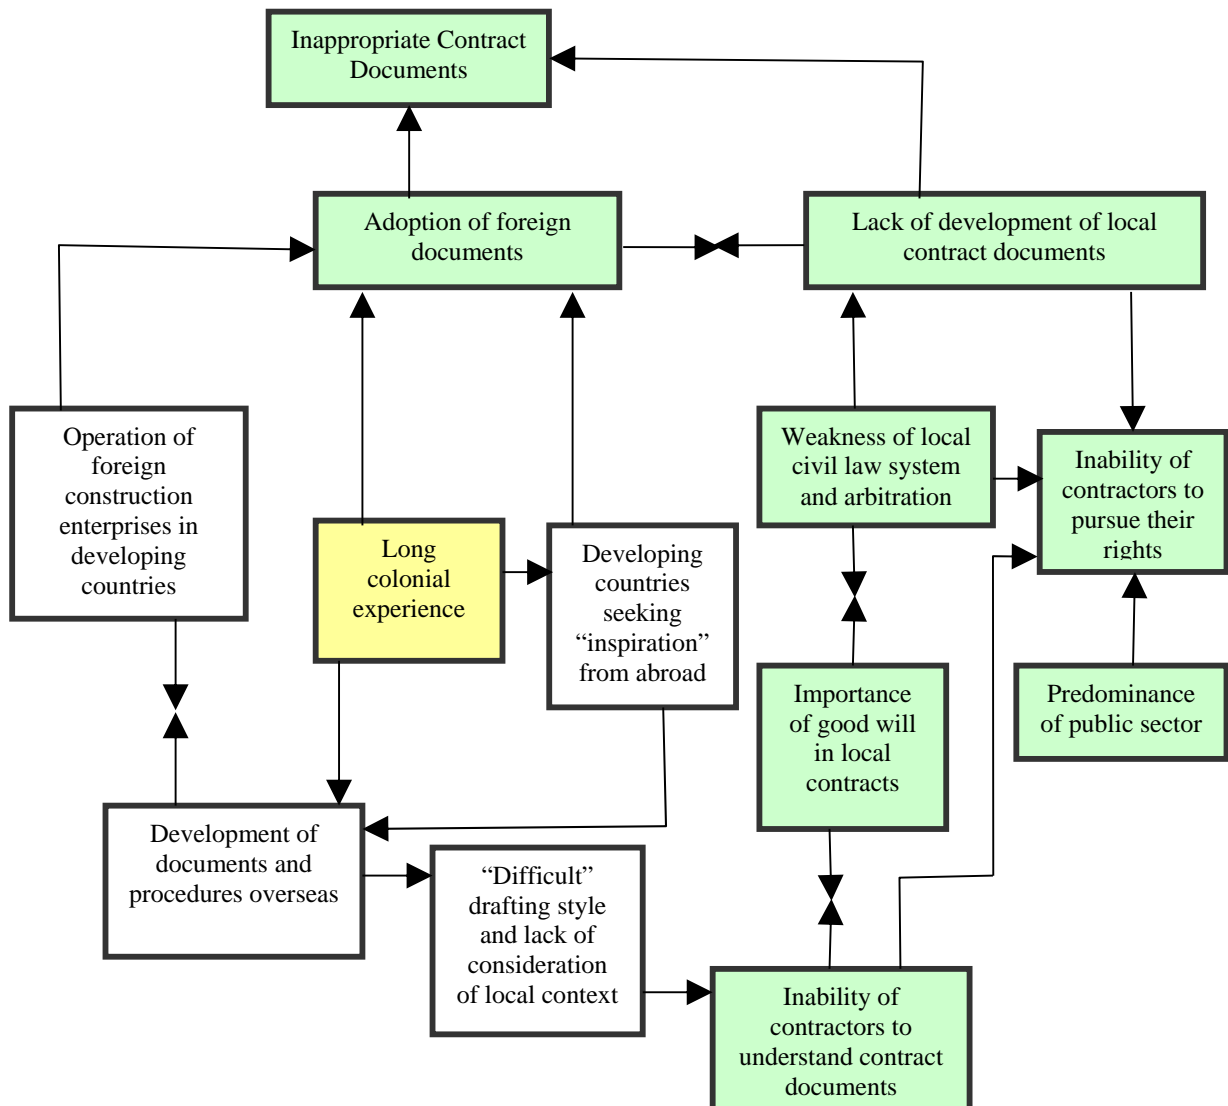 Inappropriate Contract
Documents
Adoption of foreign
documents
Lack of development of local
contract documents
Operation of
foreign
construction
enterprises in
developing
countries
Long
colonial
experience
Developing
countries
seeking
“inspiration”
from abroad
Weakness of local
civil law system
and arbitration
Inability of
contractors to
pursue their
rights
Importance
of good will
in local
contracts
Predominance
of public sector
Development of
documents and
procedures overseas
“Difficult”
drafting style
and lack of
consideration
of local context
Inability of
contractors to
understand contract
documents